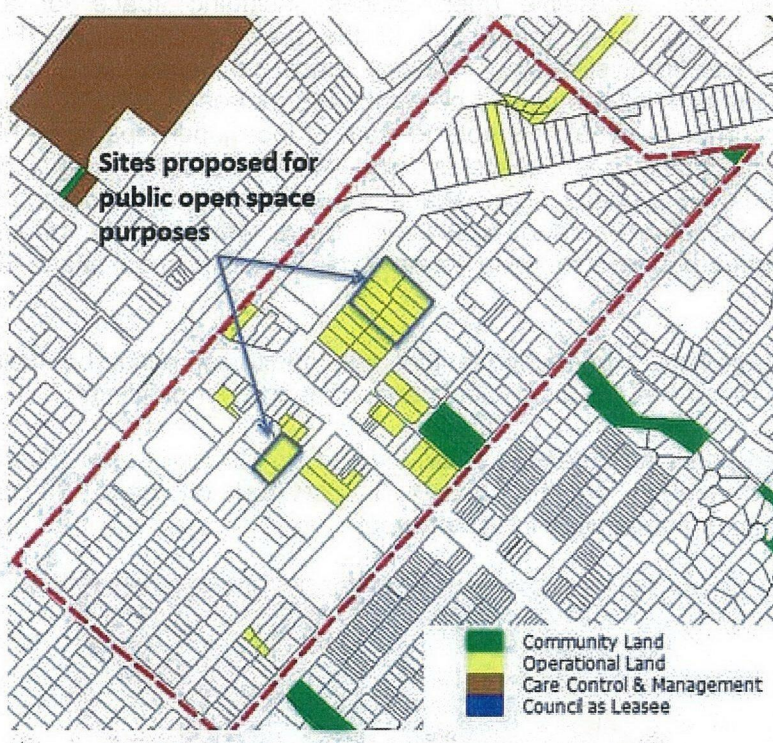 Sites proposed for
public open space
purposes
Community Land
Operational Land
Care Control & Management
Council as Leasee